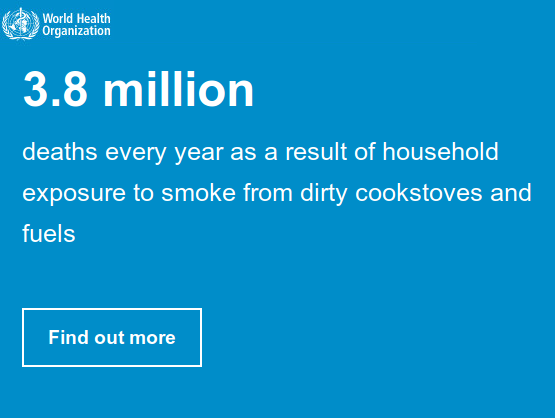 World Health
Organization
3.8 million
deaths every year as a result of household
exposure to smoke from dirty cookstoves and
fuels
Find out more